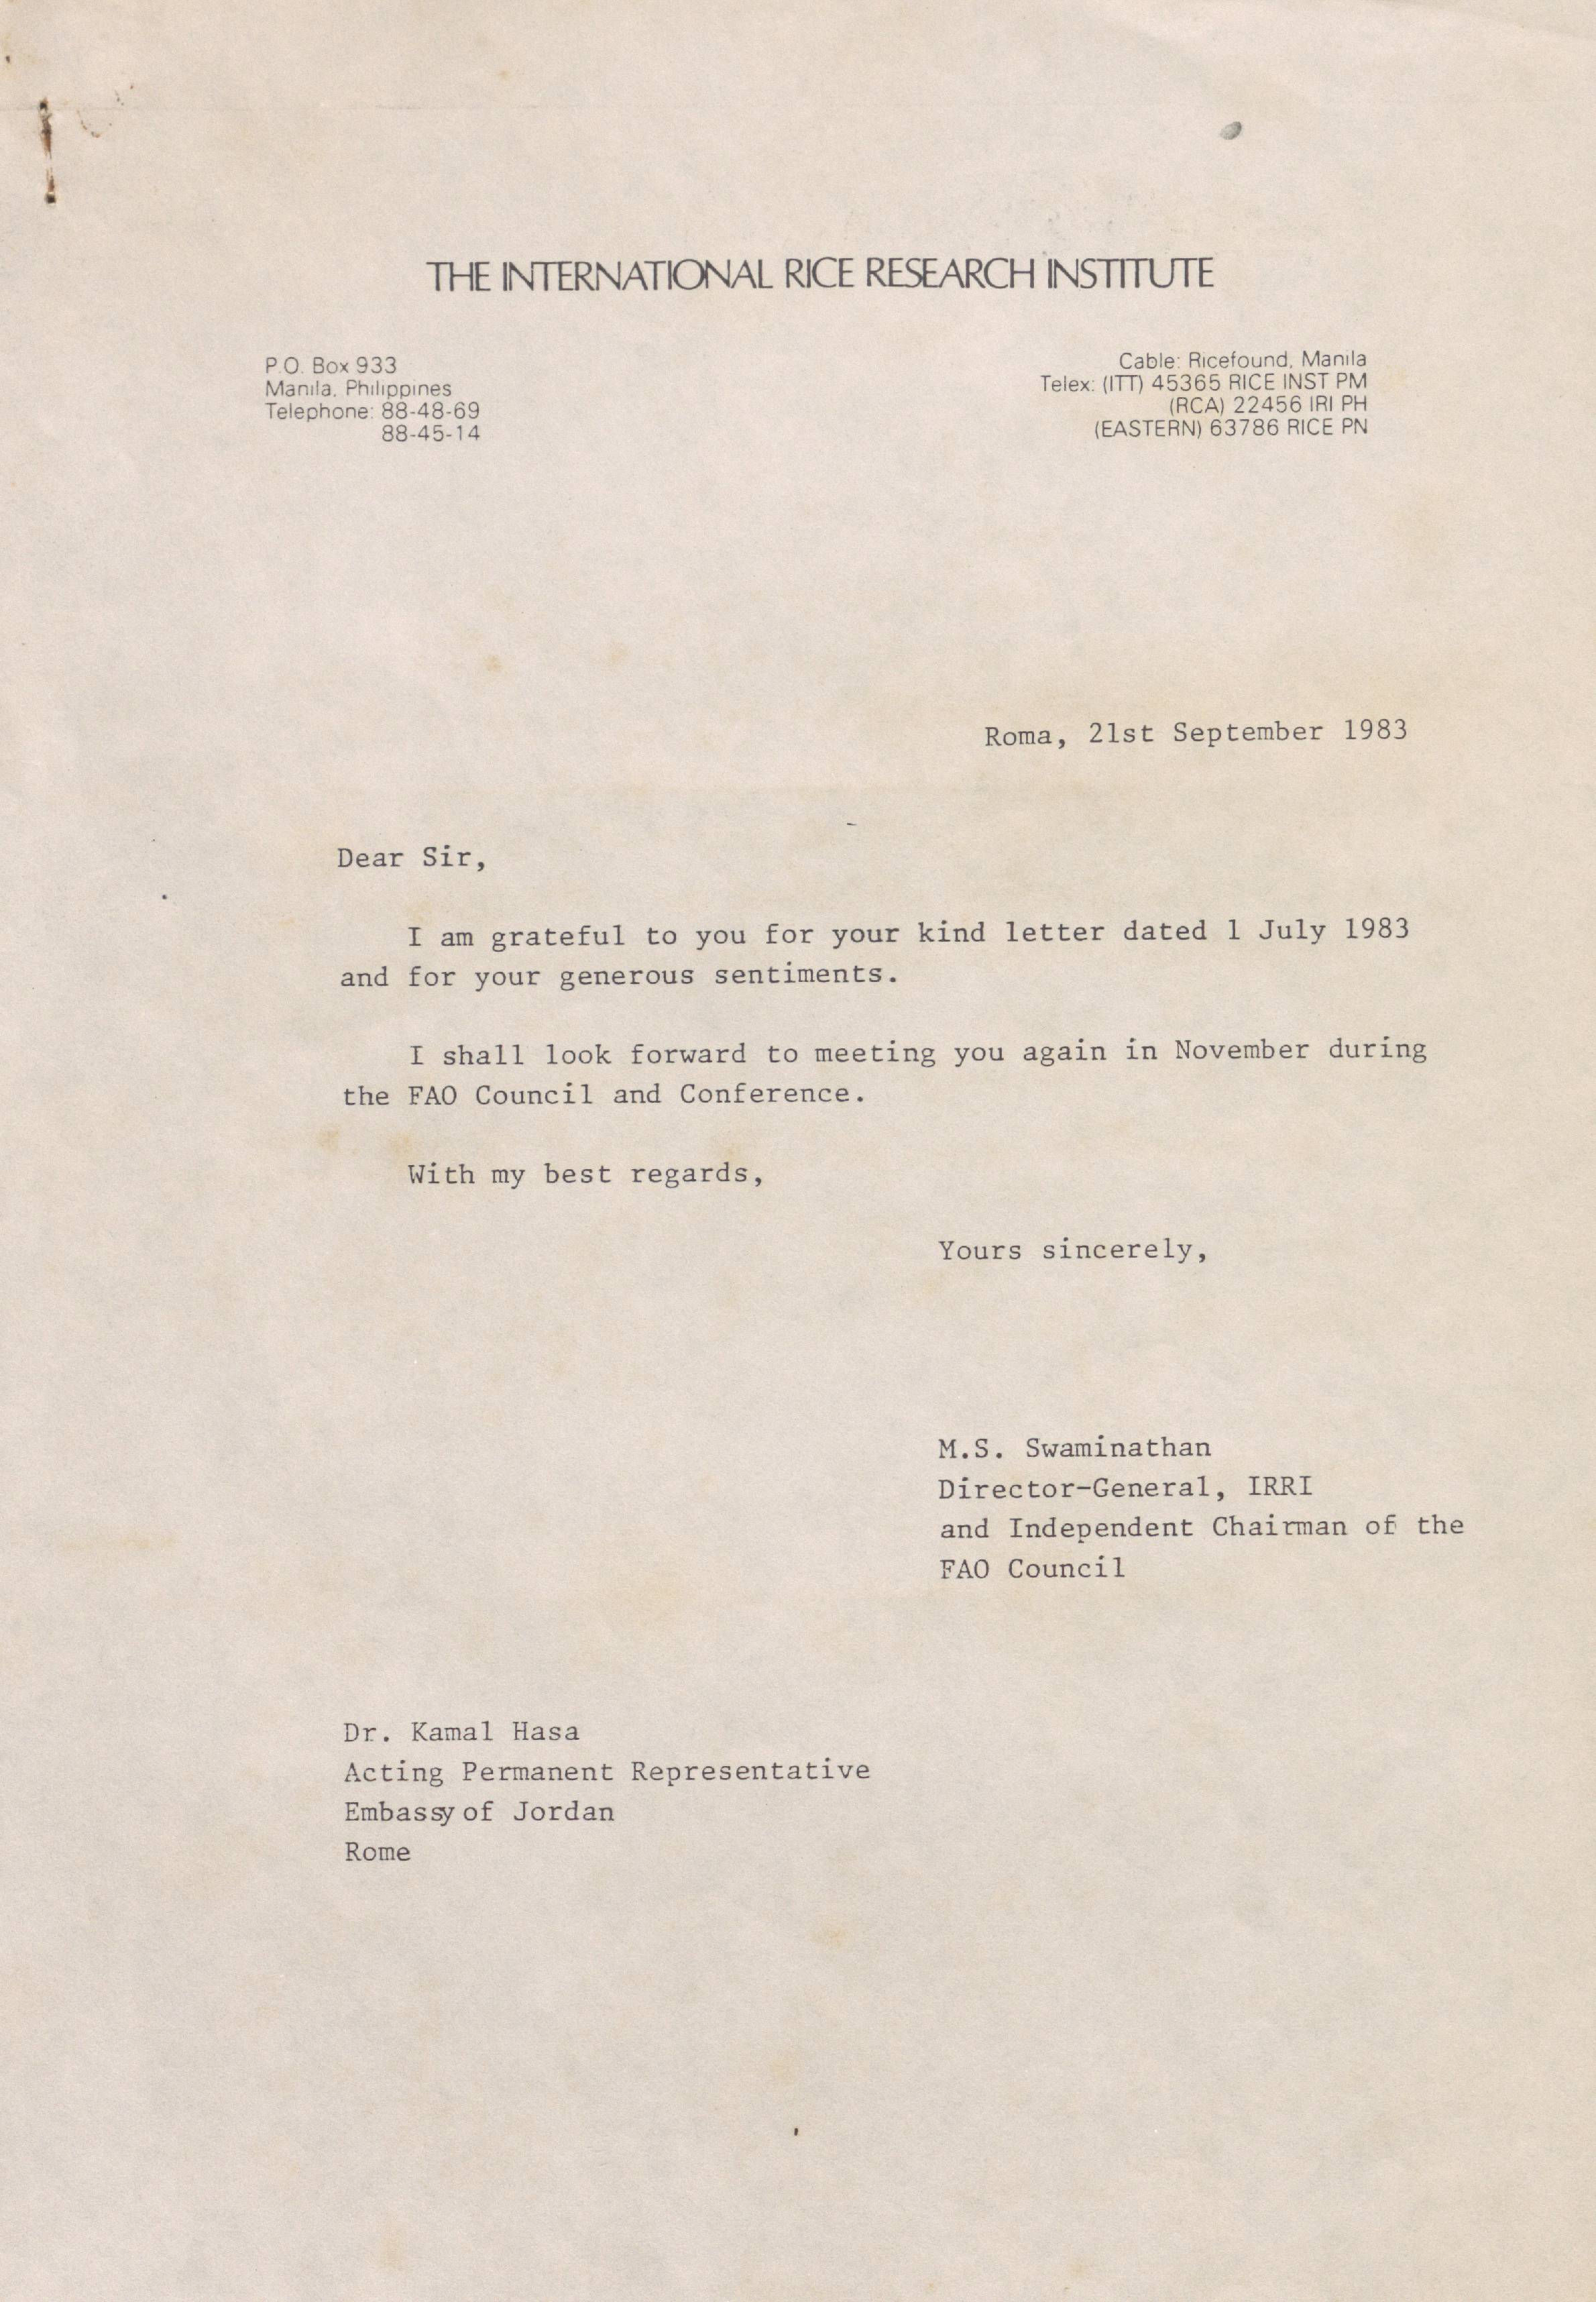 THE INTERNATIONAL RICE RESEARCH INSTITUTE
P.O. Box 933
Manila, Philippines
Telephone: 88-48-69
88-45-14
Cable: Ricefound, Manila
Telex: (ITT) 45365 RICE INST PM
(RCA) 22456 IRI PH
(EASTERN) 63786 RICE PN
Roma, 21st September 1983
Dear Sir,
I am grateful to you for your kind letter dated 1 July 1983
and for your generous sentiments.
I shall look forward to meeting you again in November during
the FAO Council and Conference.
With my best regards,
Yours sincerely,
M.S. Swaminathan
Director-General, IRRI
and Independent Chairman of the
FAO Council
Dr. Kamal Hasa
Acting Permanent Representative
Embassy of Jordan
Rome